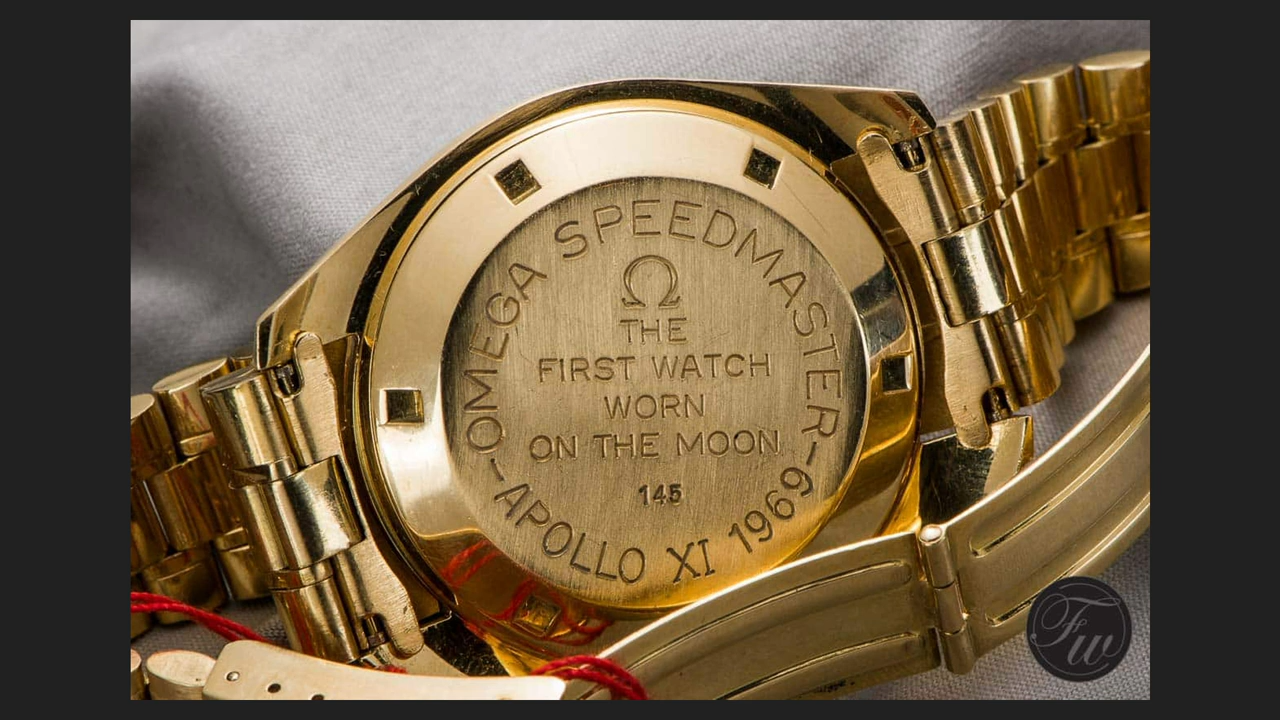 OMEGA SPEEDMASTER
Ω
THE
FIRST WATCH
WORN
ON THE MOON
145
-APOLLO XI 1969-
FW